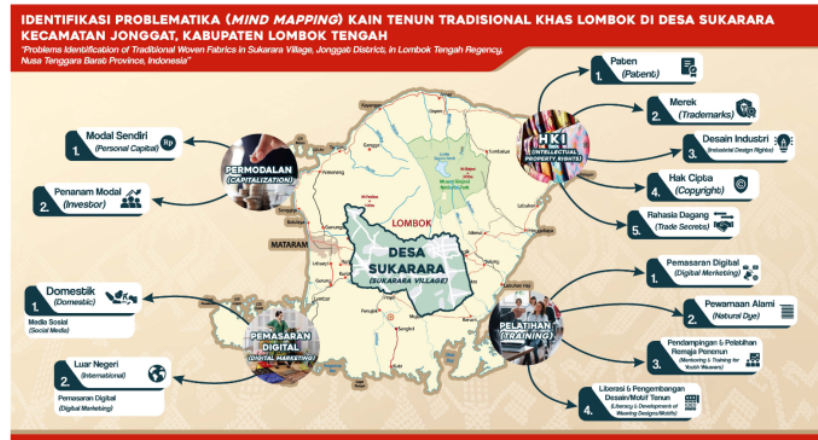 IDENTIFIKASI PROBLEMATIKA (MIND MAPPING) KAIN TENUN TRADISIONAL KHAS LOMBOK DI DESA SUKARARA
KECAMATAN JONGGAT, KABUPATEN LOMBOK TENGAH
"Problems Identification of Traditional Woven Fabrics in Sukarara Village, Jonggat District, in Lombok Tengah Regency,
Nusa Tenggara Barat Province, Indonesia"
PERMODALAN
(CAPITALIZATION)
1. Modal Sendiri
(Personal Capital)
Rp
2. Penanam Modal
(Investor)
HKI
(INTELLECTUAL
PROPERTY RIGHTS)
1. Paten
(Patent)
2. Merek
(Trademarks)
3. Desain Industri
(Industrial Design Rights)
4. Hak Cipta
(Copyright)
5. Rahasia Dagang
(Trade Secrets)
LOMBOK
MATARAM
DESA
SUKARARA
(SUKARARA VILLAGE)
PEMASARAN
DIGITAL
(DIGITAL MARKETING)
1. Domestik
(Domestic)
Media Sosial
(Social Media)
2. Luar Negeri
(International)
Pemasaran Digital
(Digital Marketing)
PELATIHAN
(TRAINING)
1. Pemasaran Digital
(Digital Merketing)
2. Pewarnaan Alami
(Natural Dye)
3. Pendampingan & Pelatihan
Remaja Penenun
(Mentoring & Training for
Youth Weavers)
4. Literasi & Pengembangan
Desain/Motif Tenun
(Literacy & Development of
Weaving Designs/Motifs)